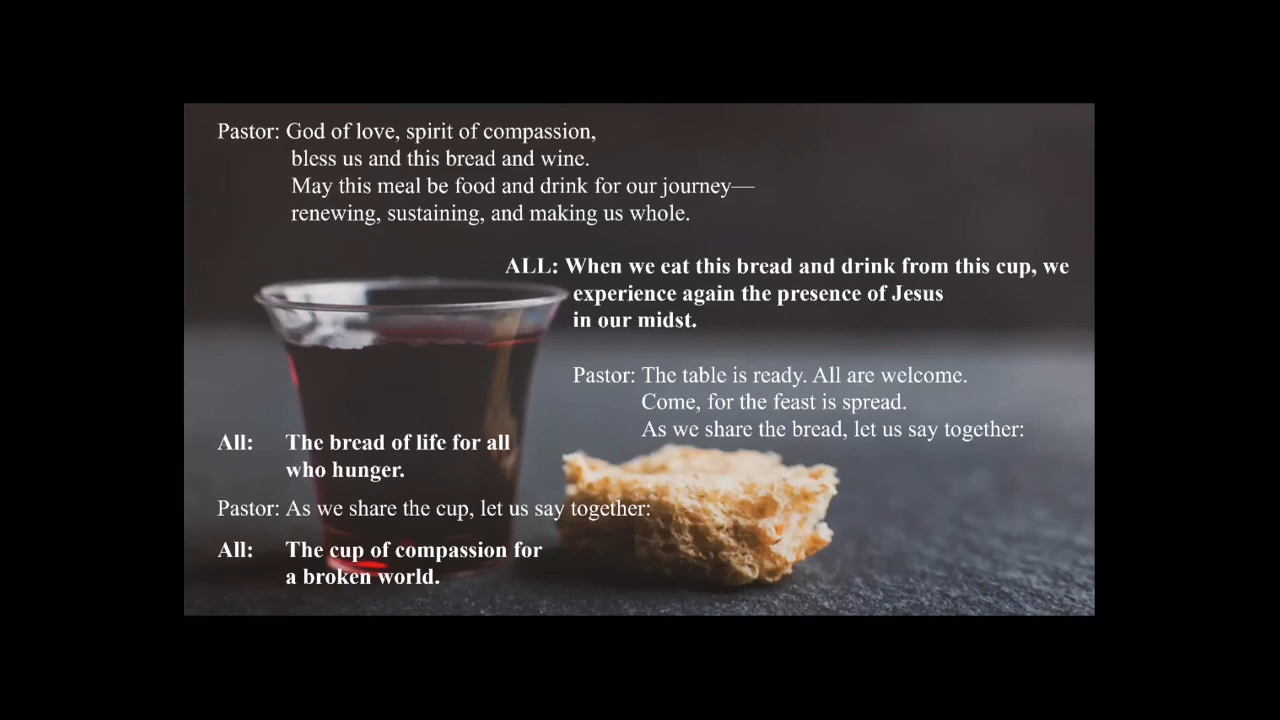 Pastor: God of love, spirit of compassion,
bless us and this bread and wine.
May this meal be food and drink for our journey—
renewing, sustaining, and making us whole.
ALL: When we eat this bread and drink from this cup, we
experience again the presence of Jesus
in our midst.
Pastor: The table is ready. All are welcome.
Come, for the feast is spread.
As we share the bread, let us say together:
All: The bread of life for all
who hunger.
Pastor: As we share the cup, let us say together:
All: The cup of compassion for
a broken world.